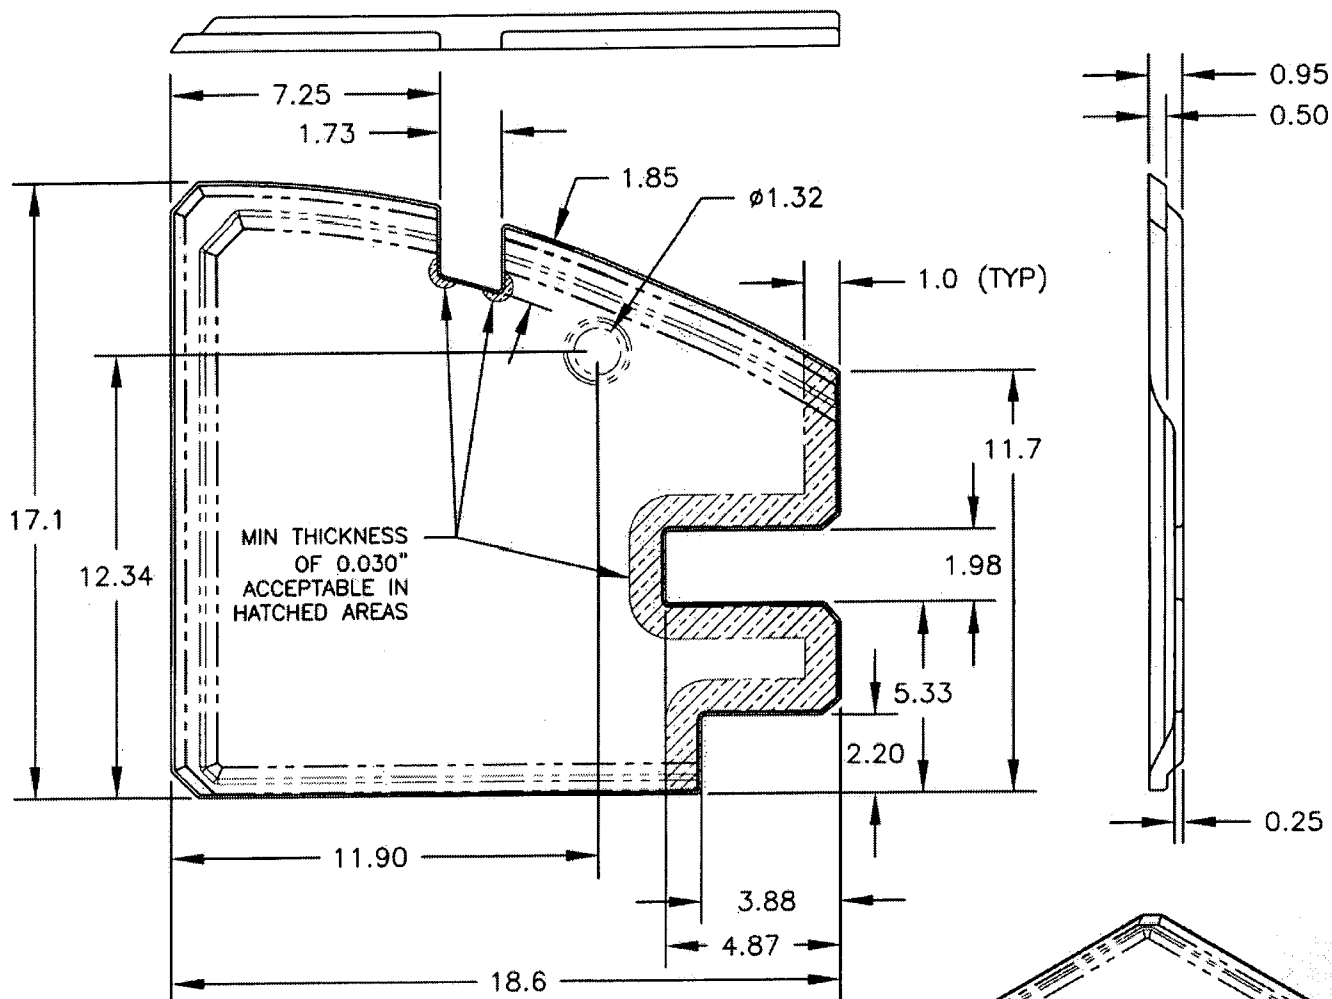 0.95
7.25
0.50
1.73
1.85
ø1.32
1.0 (TYP)
11.7
17.1
MIN THICKNESS
OF 0.030"
ACCEPTABLE IN
HATCHED AREAS
12.34
1.98
5.33
2.20
0.25
11.90
3.88
4.87
18.6